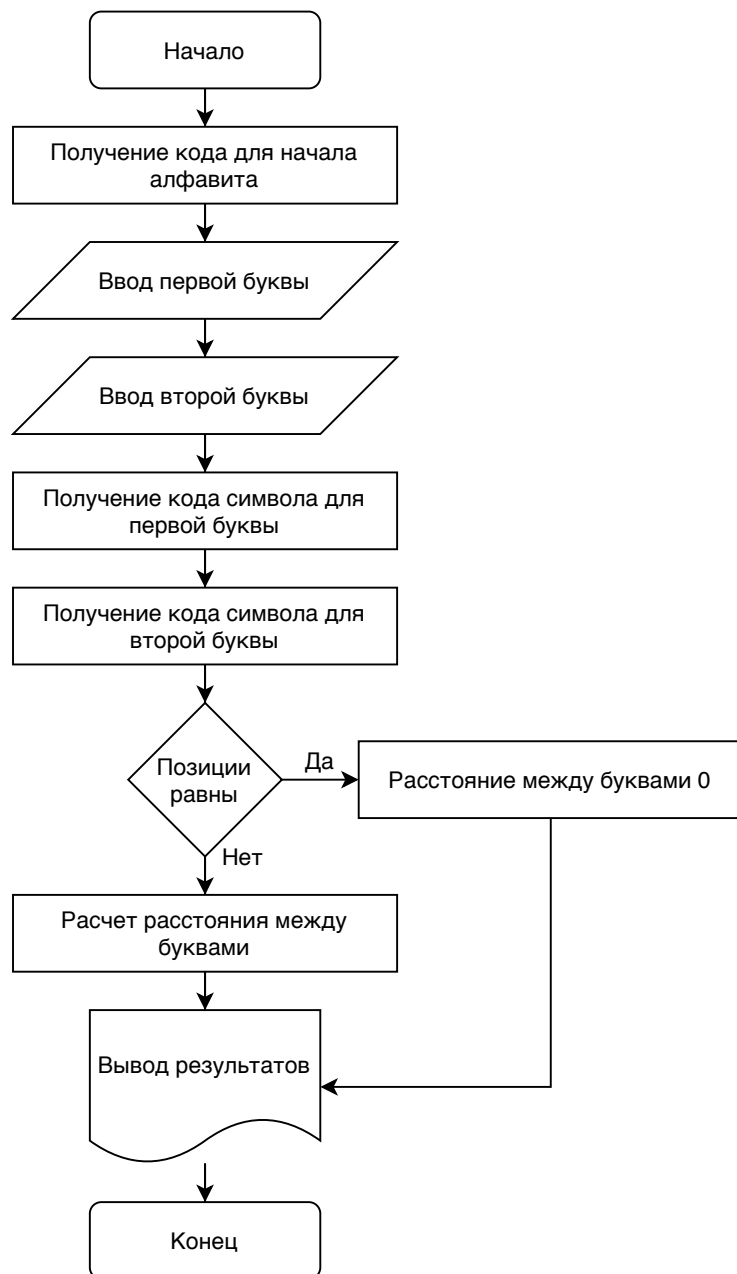 Начало
Получение кода для начала
алфавита
Ввод первой буквы
Ввод второй буквы
Получение кода символа для
первой буквы
Получение кода символа для
второй буквы
Позиции
равны
Да
Расстояние между буквами 0
Нет
Расчет расстояния между
буквами
Вывод результатов
Конец